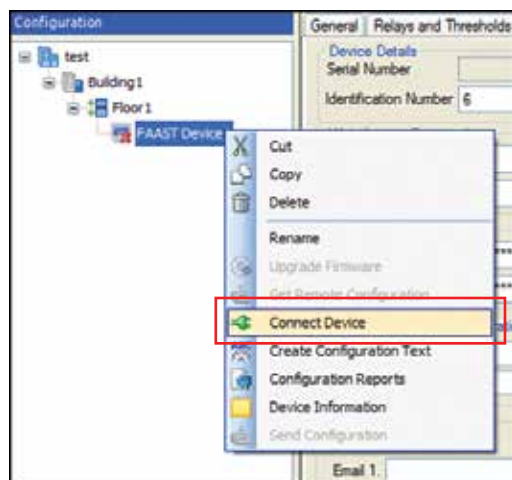 Configuration
General
Relays and Thresholds
test
Building1
Floor1
FAAST Device
Device Details
Serial Number
Identification Number 6
Cut
Copy
Delete
Rename
Upgrade Firmware
Get Remote Configuration
Connect Device
Create Configuration Text
Configuration Reports
Device Information
Send Configuration
Email 1.